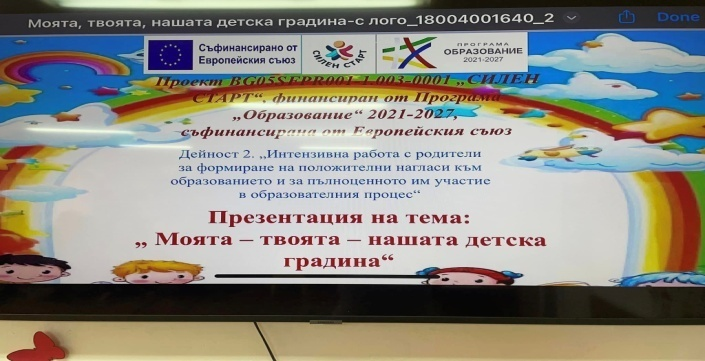 Моята, твоята, нашата детска градина-с лого_18004001640_2
Done
Съфинансирано от
Европейския съюз
СИЛЕН СТАРТ
ПРОГРАМА
ОБРАЗОВАНИЕ
2021-2027
Проект BG05SFPR001-1.003-0001 „СИЛЕН
СТАРТ“, финансиран от Програма
„Образование“ 2021-2027,
съфинансирана от Европейския съюз
Дейност 2. „Интензивна работа с родители
за формиране на положителни нагласи към
образованието и за пълноценното им участие
в образователния процес“
Презентация на тема:
„ Моята – твоята – нашата детска
градина“